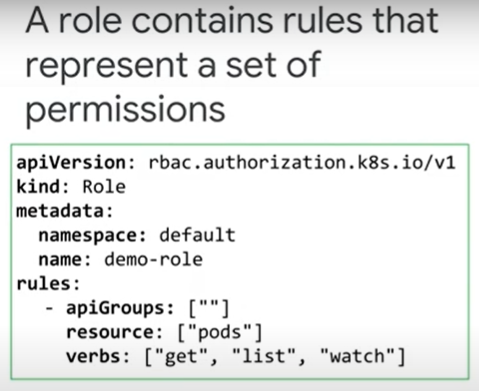 A role contains rules that
represent a set of
permissions
apiVersion: rbac.authorization.k8s.io/v1
kind: Role
metadata:
  namespace: default
  name: demo-role
rules:
  - apiGroups: [""]
    resource: ["pods"]
    verbs: ["get", "list", "watch"]